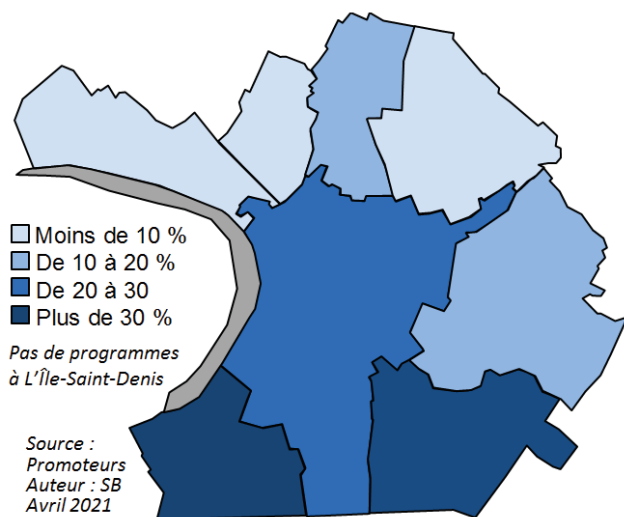 Moins de 10 %
De 10 à 20 %
De 20 à 30
Plus de 30 %
Pas de programmes
à L'Île-Saint-Denis
Source :
Promoteurs
Auteur : SB
Avril 2021